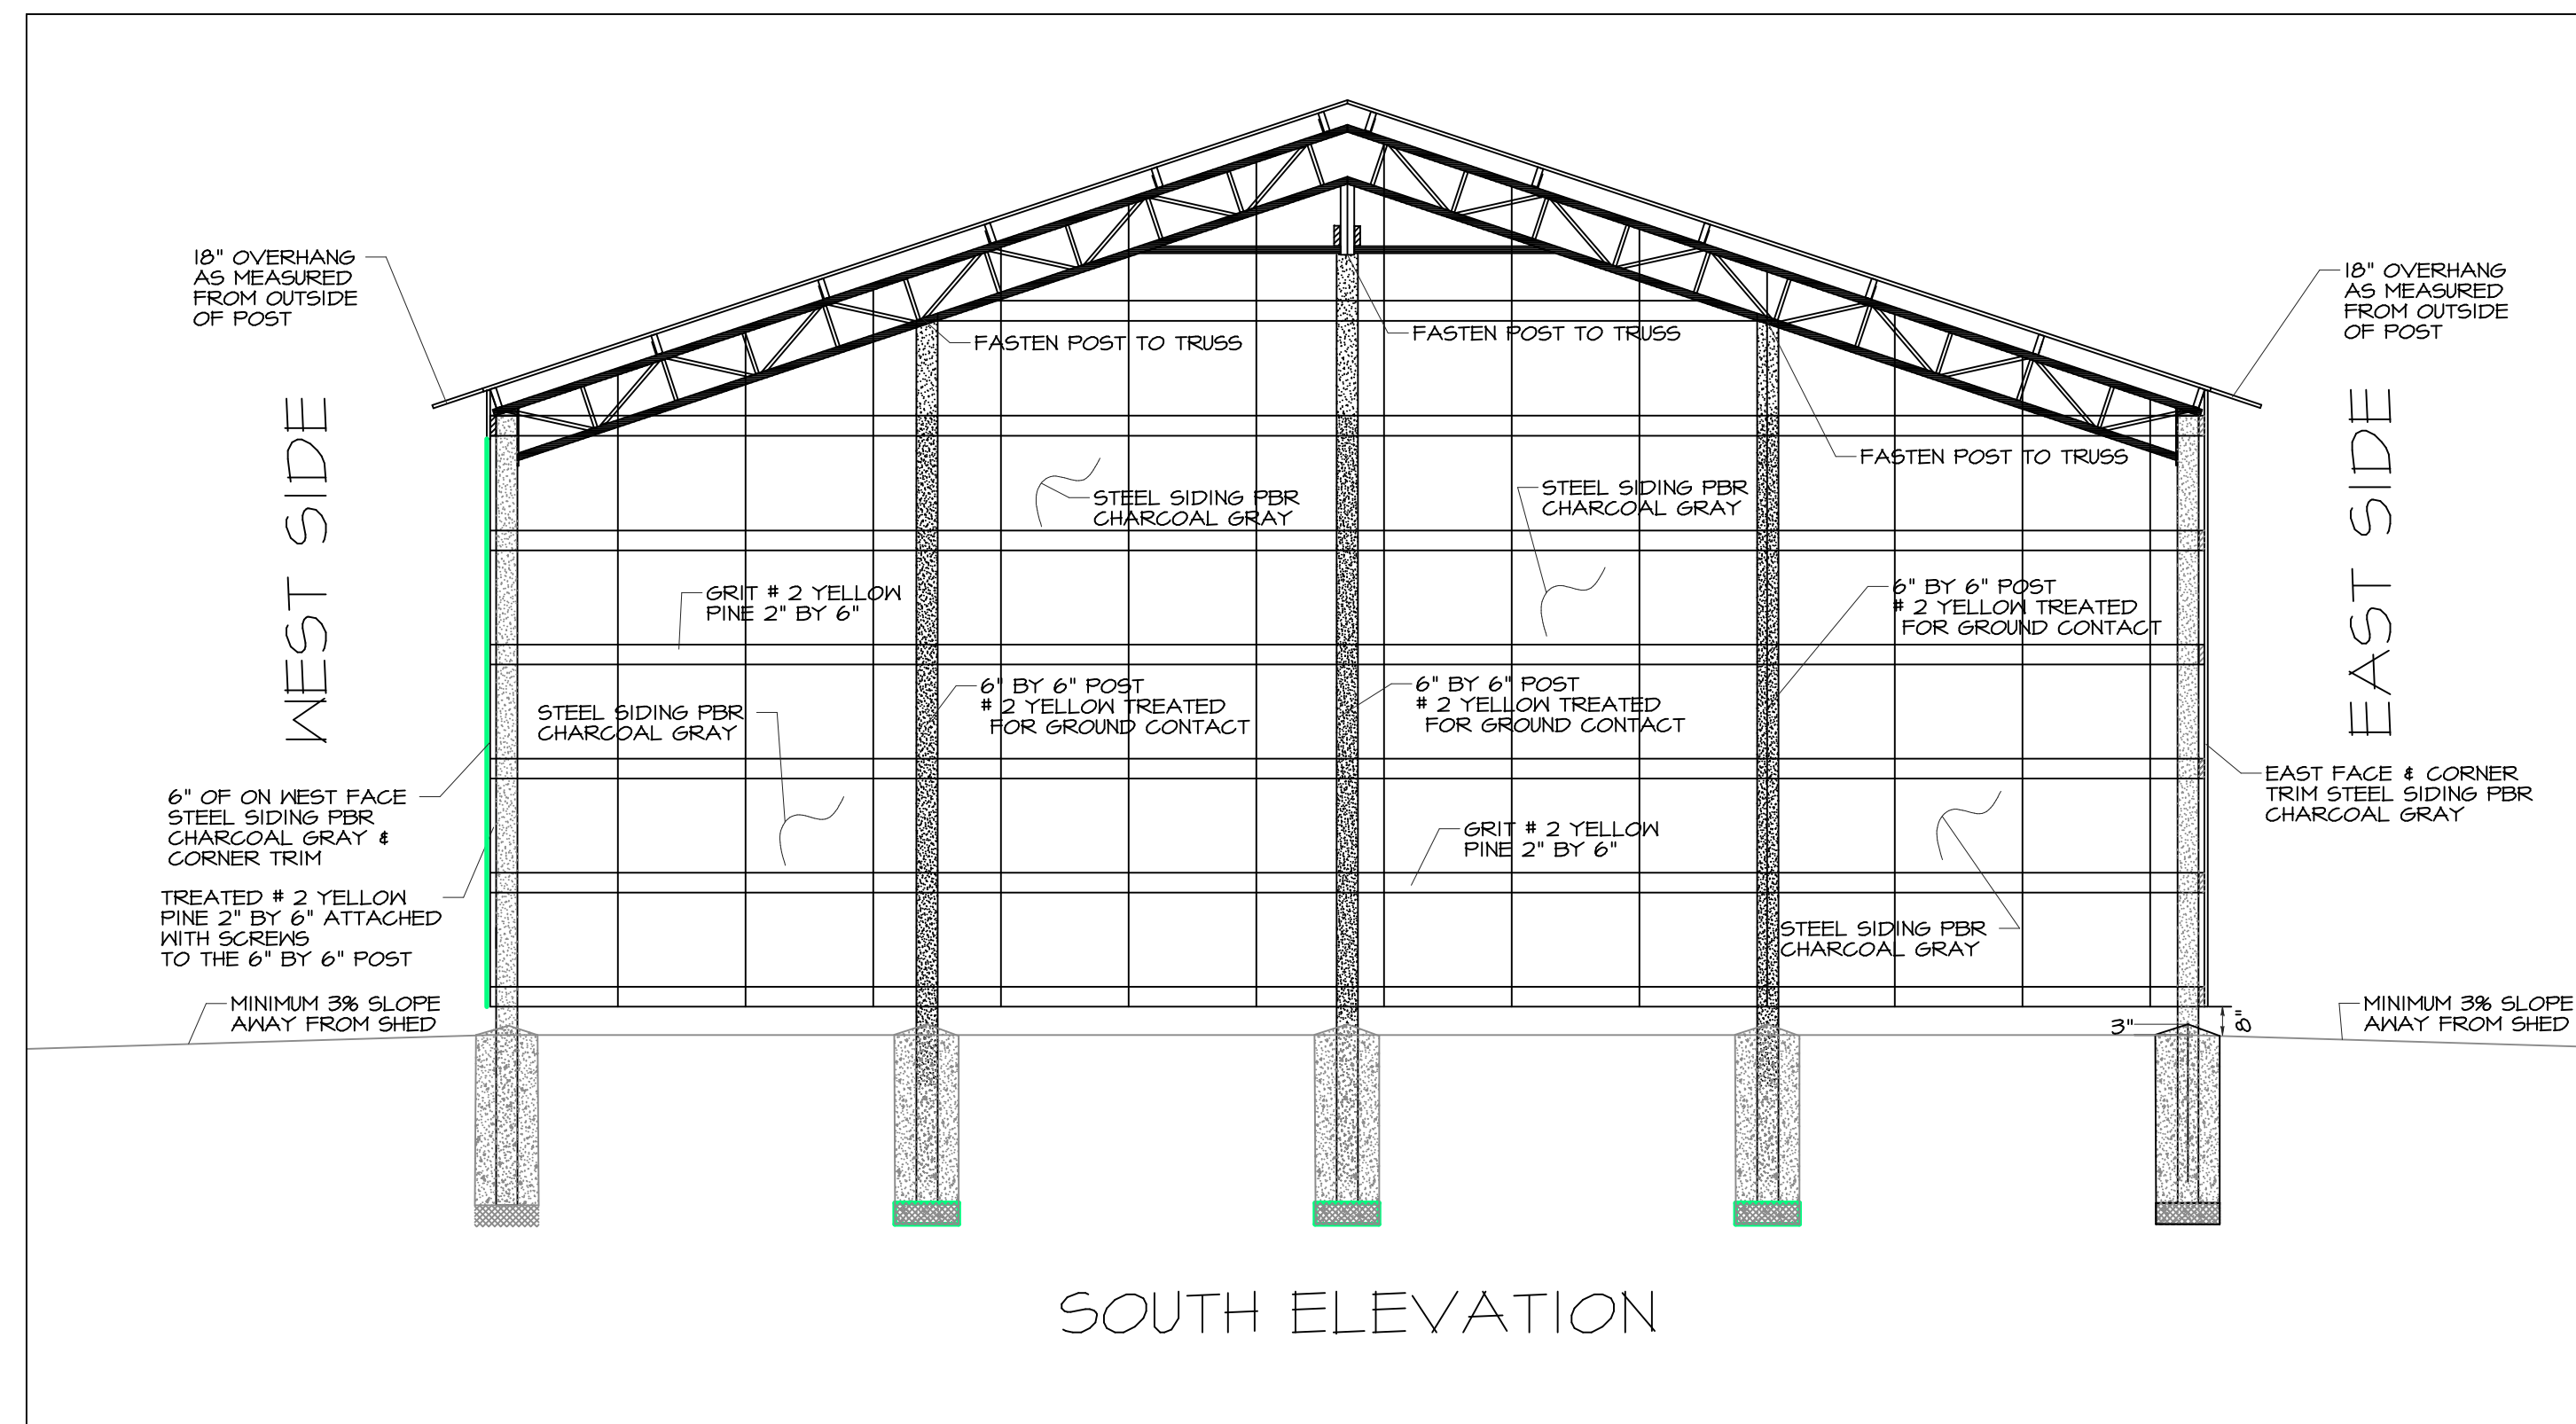 18" OVERHANG
AS MEASURED
FROM OUTSIDE
OF POST
18" OVERHANG
AS MEASURED
FROM OUTSIDE
OF POST
WEST SIDE
EAST SIDE
FASTEN POST TO TRUSS
FASTEN POST TO TRUSS
FASTEN POST TO TRUSS
STEEL SIDING PBR
CHARCOAL GRAY
STEEL SIDING PBR
CHARCOAL GRAY
GRIT # 2 YELLOW
PINE 2" BY 6"
6" BY 6" POST
# 2 YELLOW TREATED
FOR GROUND CONTACT
6" BY 6" POST
# 2 YELLOW TREATED
FOR GROUND CONTACT
6" BY 6" POST
# 2 YELLOW TREATED
FOR GROUND CONTACT
STEEL SIDING PBR
CHARCOAL GRAY
6" OF ON WEST FACE
STEEL SIDING PBR
CHARCOAL GRAY &
CORNER TRIM
EAST FACE & CORNER
TRIM STEEL SIDING PBR
CHARCOAL GRAY
GRIT # 2 YELLOW
PINE 2" BY 6"
TREATED # 2 YELLOW
PINE 2" BY 6" ATTACHED
WITH SCREWS
TO THE 6" BY 6" POST
STEEL SIDING PBR
CHARCOAL GRAY
MINIMUM 3% SLOPE
AWAY FROM SHED
3"
8"
MINIMUM 3% SLOPE
AWAY FROM SHED
SOUTH ELEVATION